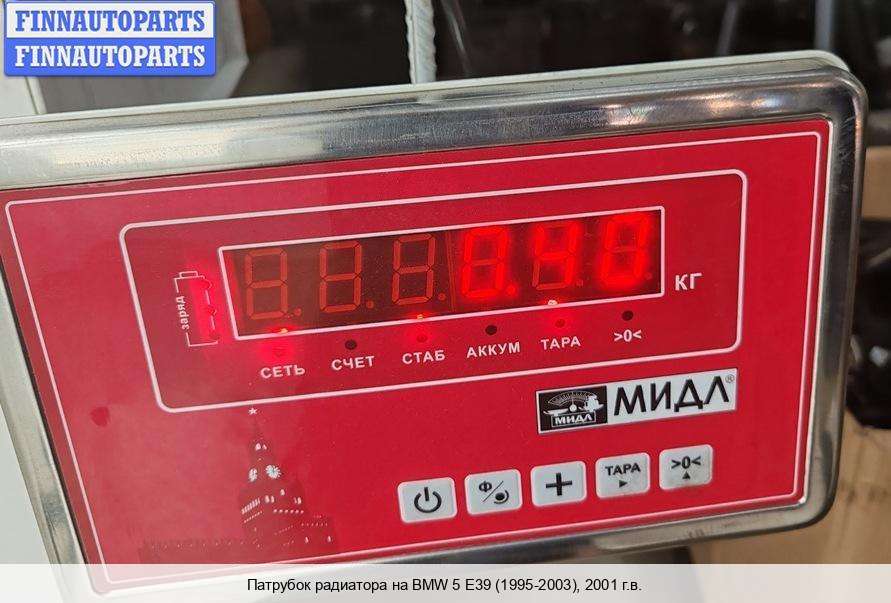 FINNAUTOPARTS
FINNAUTOPARTS
0.40
КГ
заряд
СЕТЬ СЧЕТ СТАБ АККУМ ТАРА >0<
МИДЛ МИДЛ®
Ф/ + ТАРА >0<
Патрубок радиатора на BMW 5 E39 (1995-2003), 2001 г.в.